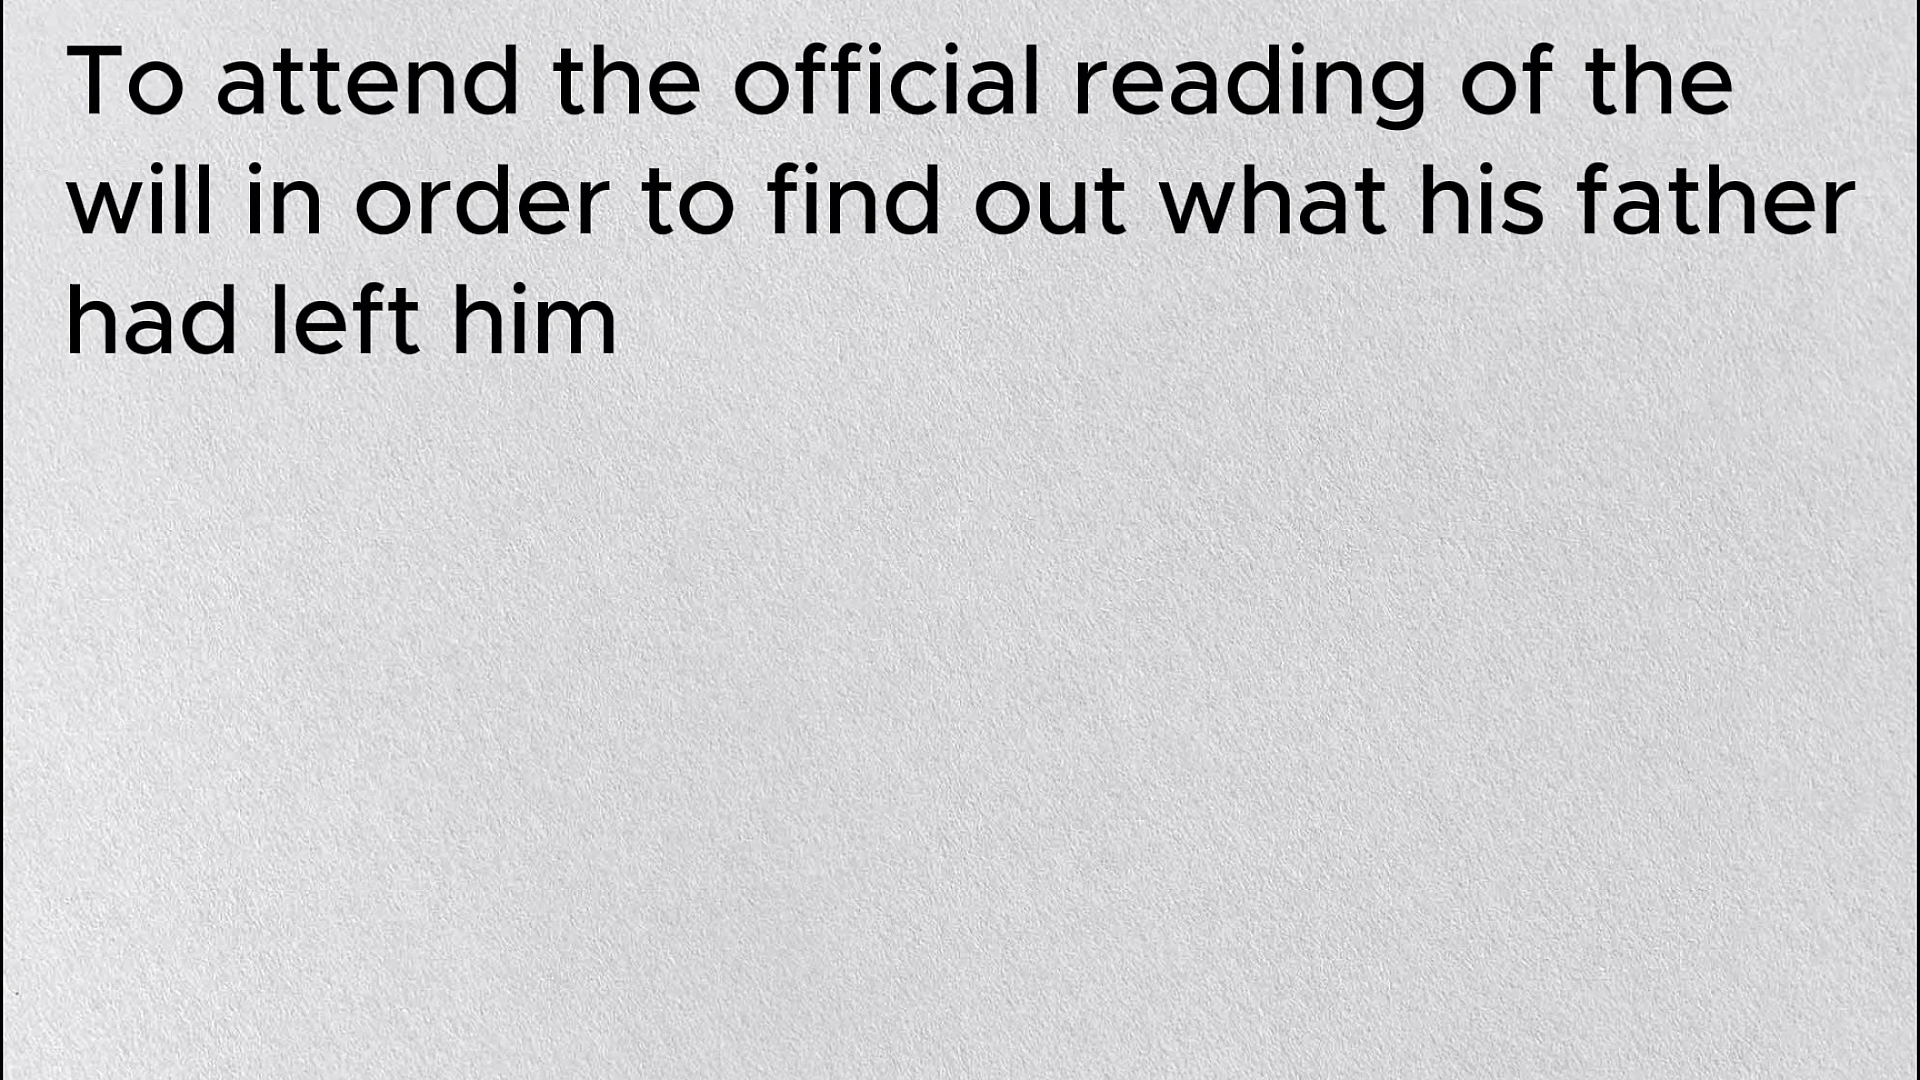 To attend the official reading of the
will in order to find out what his father
had left him